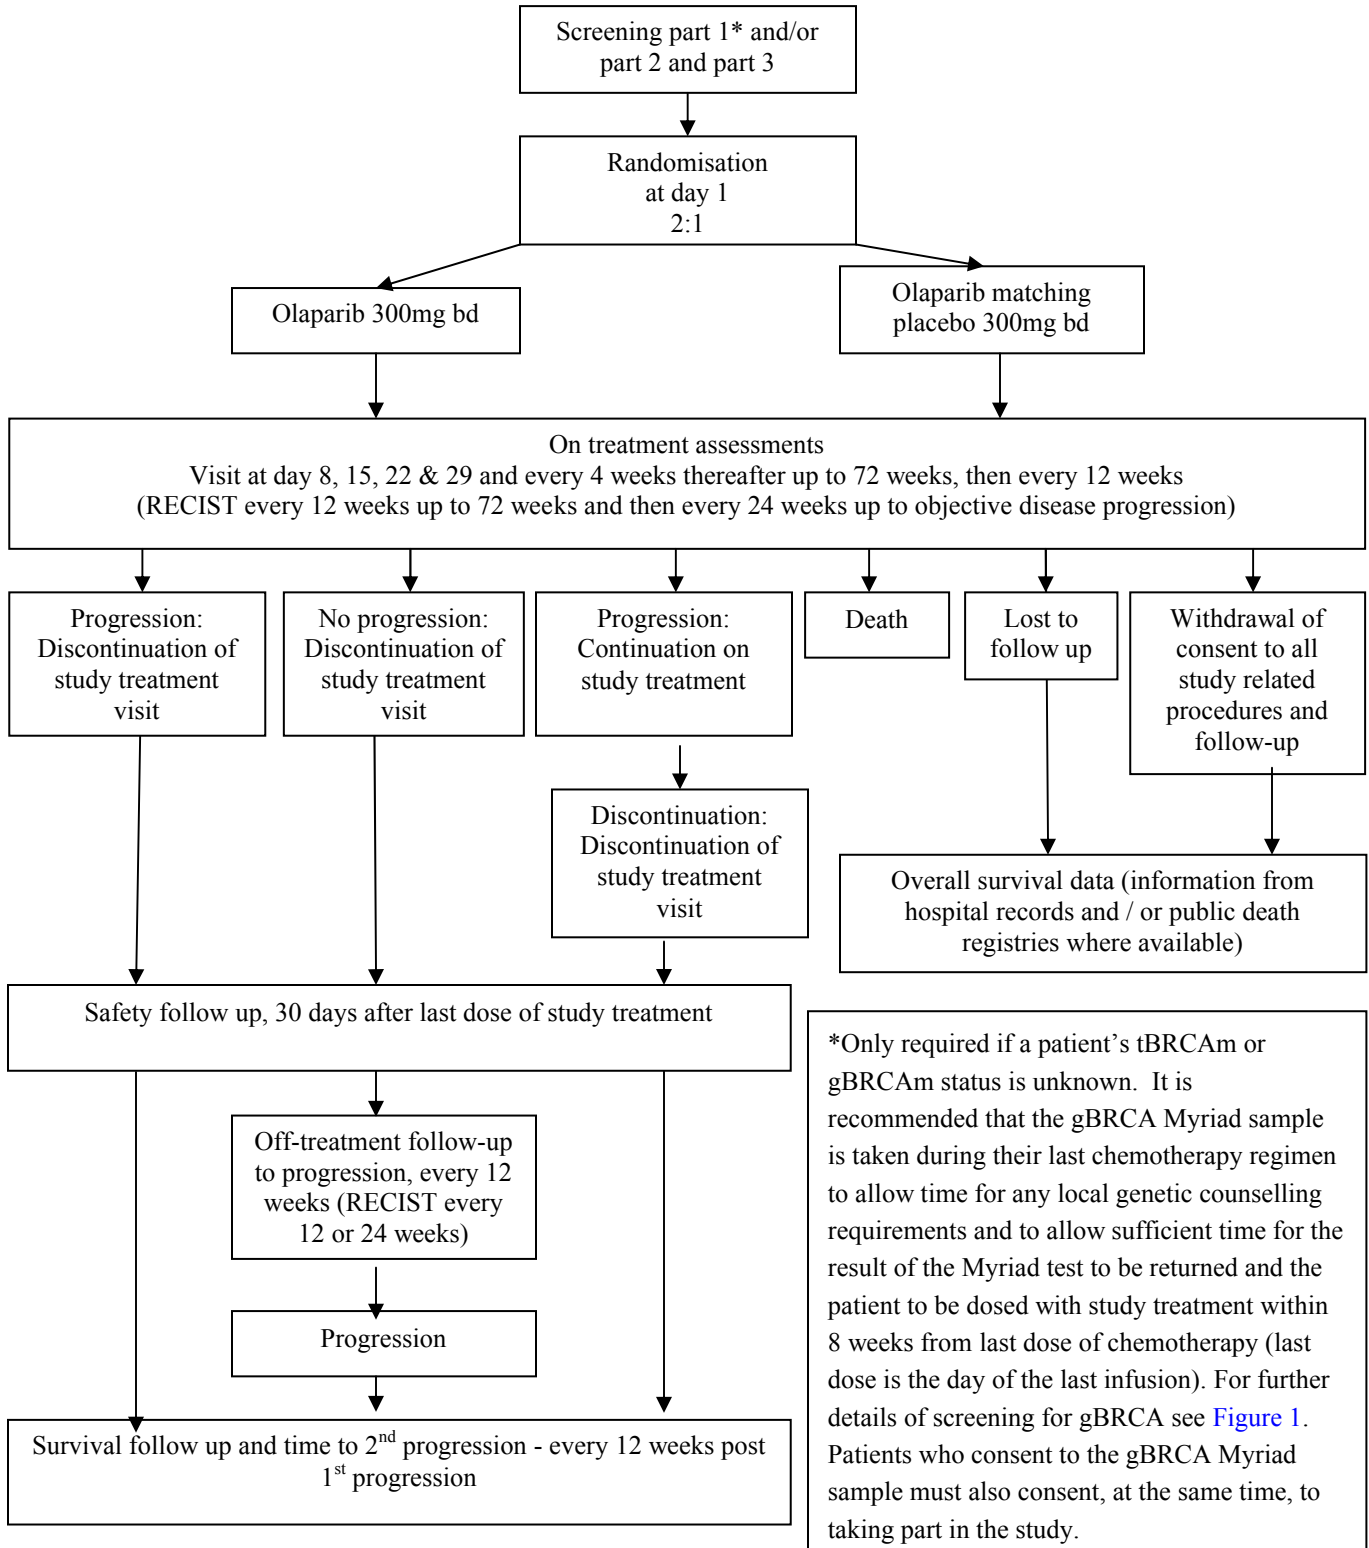 Screening part 1* and/or
part 2 and part 3
Randomisation
at day 1
2:1
Olaparib 300mg bd
Olaparib matching
placebo 300mg bd
On treatment assessments
Visit at day 8, 15, 22 & 29 and every 4 weeks thereafter up to 72 weeks, then every 12 weeks
(RECIST every 12 weeks up to 72 weeks and then every 24 weeks up to objective disease progression)
Progression:
Discontinuation of
study treatment
visit
No progression:
Discontinuation of
study treatment
visit
Progression:
Continuation on
study treatment
Death
Lost to
follow up
Withdrawal of
consent to all
study related
procedures and
follow-up
Discontinuation:
Discontinuation of
study treatment
visit
Overall survival data (information from
hospital records and / or public death
registries where available)
Safety follow up, 30 days after last dose of study treatment
Off-treatment follow-up
to progression, every 12
weeks (RECIST every
12 or 24 weeks)
Progression
Survival follow up and time to 2nd progression - every 12 weeks post
1st progression
*Only required if a patient's tBRCAm or
gBRCAm status is unknown. It is
recommended that the gBRCA Myriad sample
is taken during their last chemotherapy regimen
to allow time for any local genetic counselling
requirements and to allow sufficient time for the
result of the Myriad test to be returned and the
patient to be dosed with study treatment within
8 weeks from last dose of chemotherapy (last
dose is the day of the last infusion). For further
details of screening for gBRCA see Figure 1.
Patients who consent to the gBRCA Myriad
sample must also consent, at the same time, to
taking part in the study.